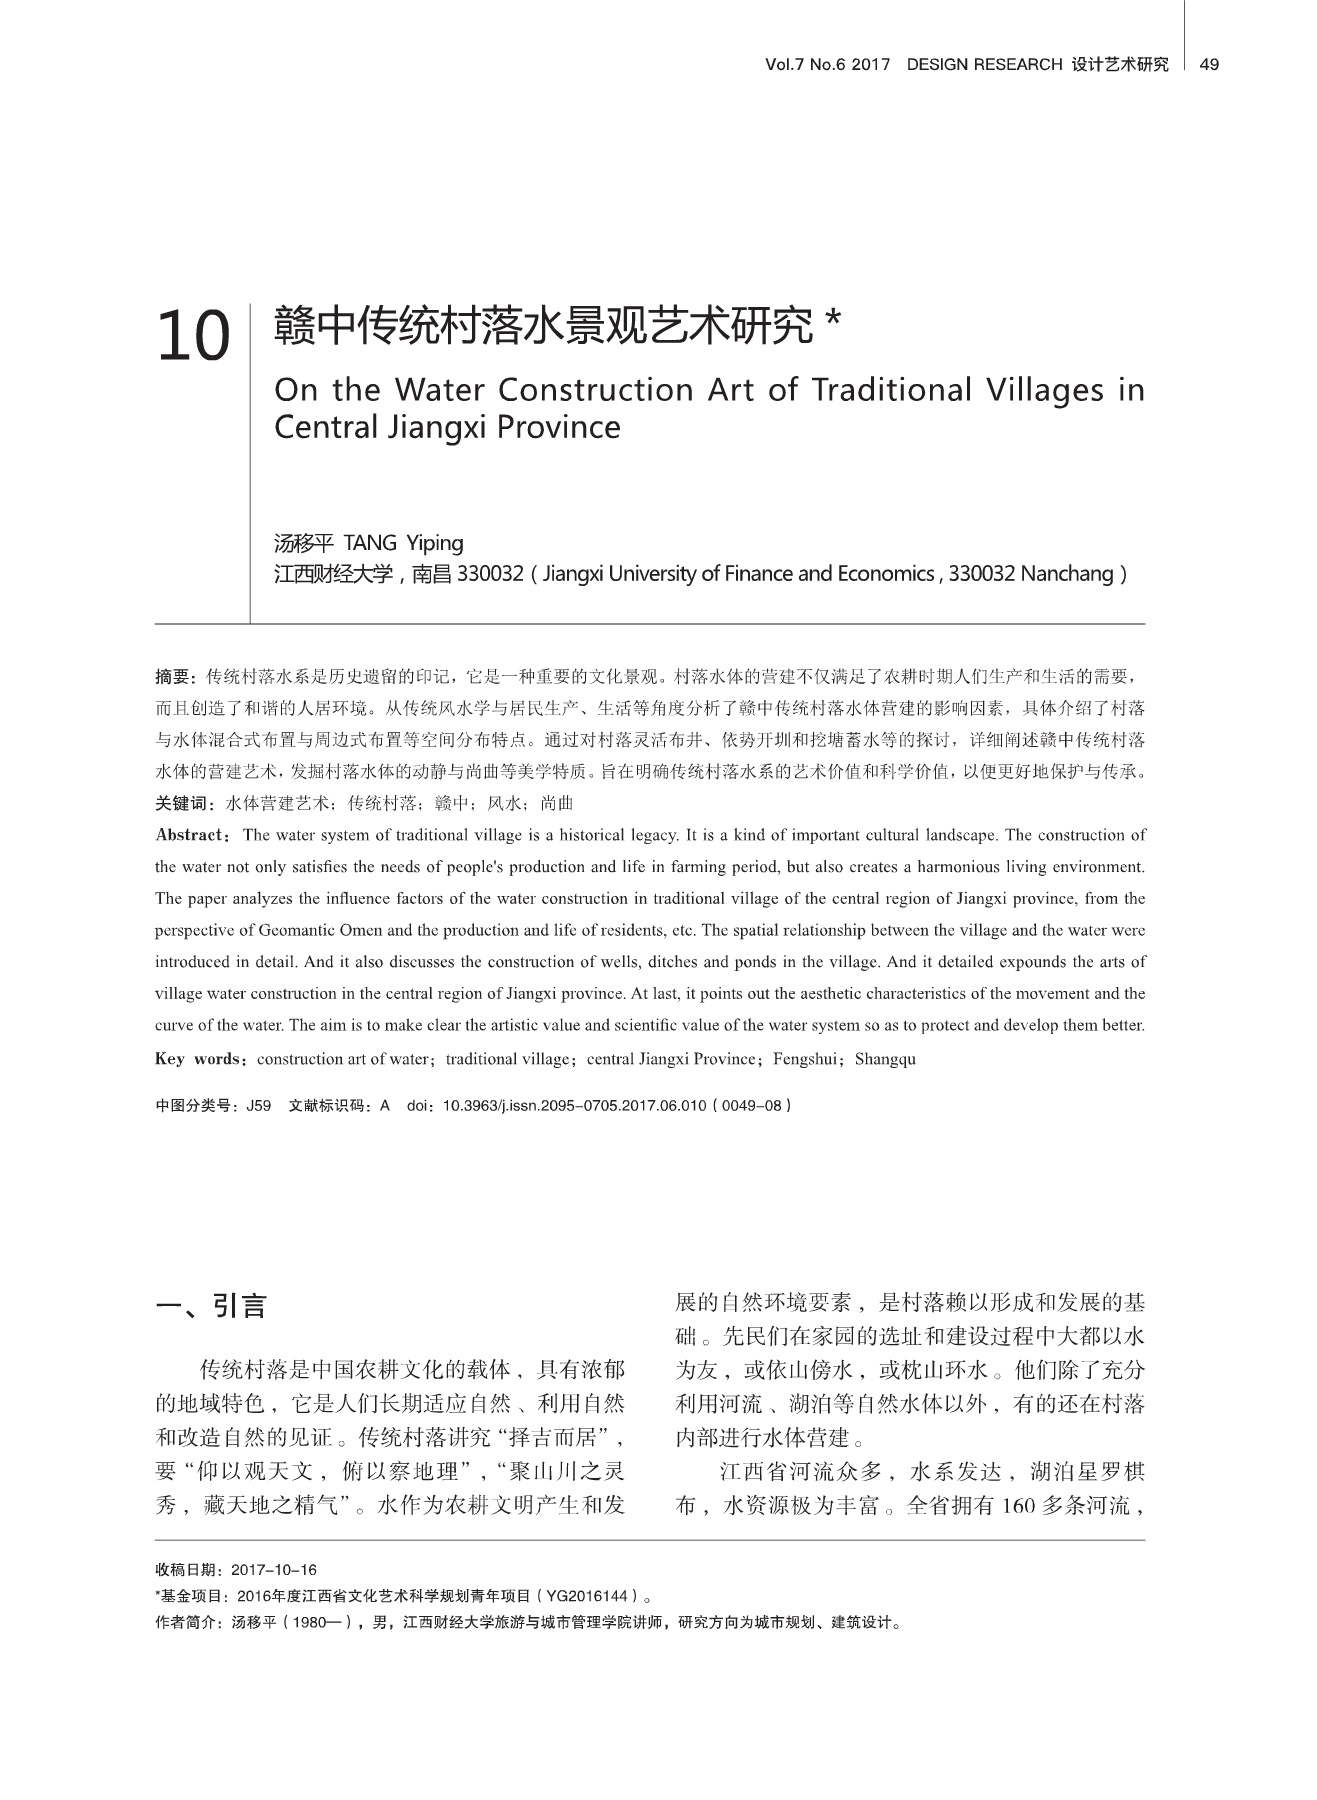 Vol.7 No.6 2017 DESIGN RESEARCH 设计艺术研究 49
10
赣中传统村落水景观艺术研究 *
On the Water Construction Art of Traditional Villages in
Central Jiangxi Province
汤移平 TANG Yiping
江西财经大学，南昌 330032（Jiangxi University of Finance and Economics, 330032 Nanchang）
摘要：传统村落水系是历史遗留的印记，它是一种重要的文化景观。村落水体的营建不仅满足了农耕时期人们生产和生活的需要，
而且创造了和谐的人居环境。从传统风水学与居民生产、生活等角度分析了赣中传统村落水体营建的影响因素，具体介绍了村落
与水体混合式布置与周边式布置等空间分布特点。通过对村落灵活布井、依势开圳和挖塘蓄水等的探讨，详细阐述赣中传统村落
水体的营建艺术，发掘村落水体的动静与尚曲等美学特质。旨在明确传统村落水系的艺术价值和科学价值，以便更好地保护与传承。
关键词：水体营建艺术；传统村落；赣中；风水；尚曲
Abstract： The water system of traditional village is a historical legacy. It is a kind of important cultural landscape. The construction of
the water not only satisfies the needs of people's production and life in farming period, but also creates a harmonious living environment.
The paper analyzes the influence factors of the water construction in traditional village of the central region of Jiangxi province, from the
perspective of Geomantic Omen and the production and life of residents, etc. The spatial relationship between the village and the water were
introduced in detail. And it also discusses the construction of wells, ditches and ponds in the village. And it detailed expounds the arts of
village water construction in the central region of Jiangxi province. At last, it points out the aesthetic characteristics of the movement and the
curve of the water. The aim is to make clear the artistic value and scientific value of the water system so as to protect and develop them better.
Key words：construction art of water；traditional village；central Jiangxi Province；Fengshui；Shangqu
中图分类号：J59 文献标识码：A doi：10.3963/j.issn.2095-0705.2017.06.010（0049-08）
一、引言
传统村落是中国农耕文化的载体，具有浓郁
的地域特色，它是人们长期适应自然、利用自然
和改造自然的见证。传统村落讲究“择吉而居”，
要“仰以观天文，俯以察地理”，“聚山川之灵
秀，藏天地之精气”。水作为农耕文明产生和发
展的自然环境要素，是村落赖以形成和发展的基
础。先民们在家园的选址和建设过程中大都以水
为友，或依山傍水，或枕山环水。他们除了充分
利用河流、湖泊等自然水体以外，有的还在村落
内部进行水体营建。
江西省河流众多，水系发达，湖泊星罗棋
布，水资源极为丰富。全省拥有 160 多条河流，
收稿日期：2017-10-16
*基金项目：2016年度江西省文化艺术科学规划青年项目（YG2016144）。
作者简介：汤移平（1980—），男，江西财经大学旅游与城市管理学院讲师，研究方向为城市规划、建筑设计。